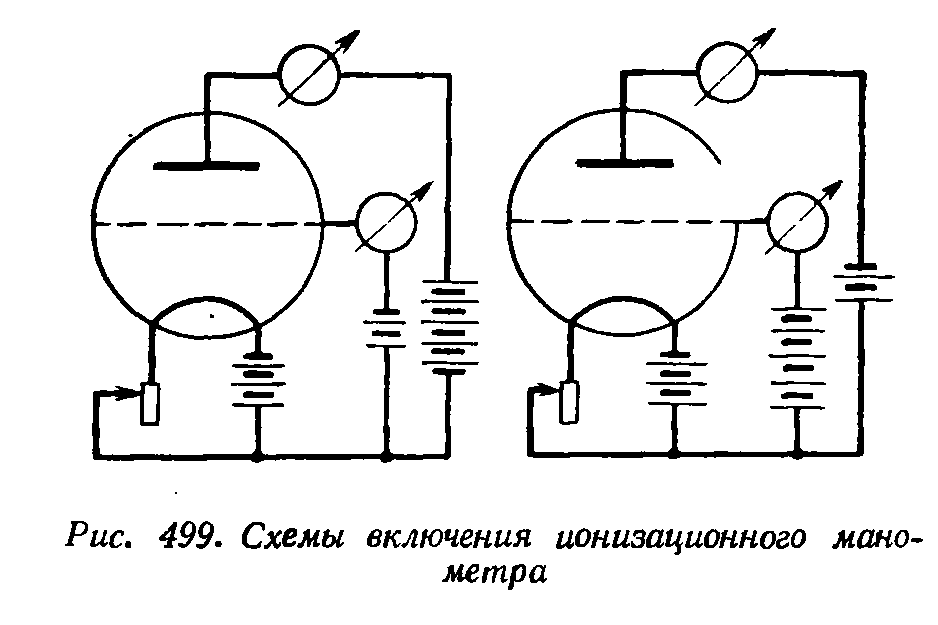 Рис. 499. Схемы включения ионизационного мано-
метра